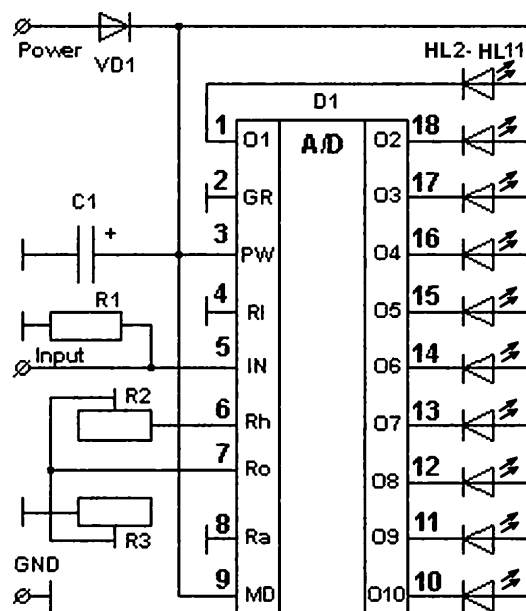 Power
VD1
HL2- HL11
D1
1 O1 A/D O2 18
2 GR O3 17
C1
+
3 PW O4 16
R1
4 RI O5 15
Input
5 IN O6 14
R2
6 Rh O7 13
7 Ro O8 12
R3
8 Ra O9 11
GND
9 MD O10 10